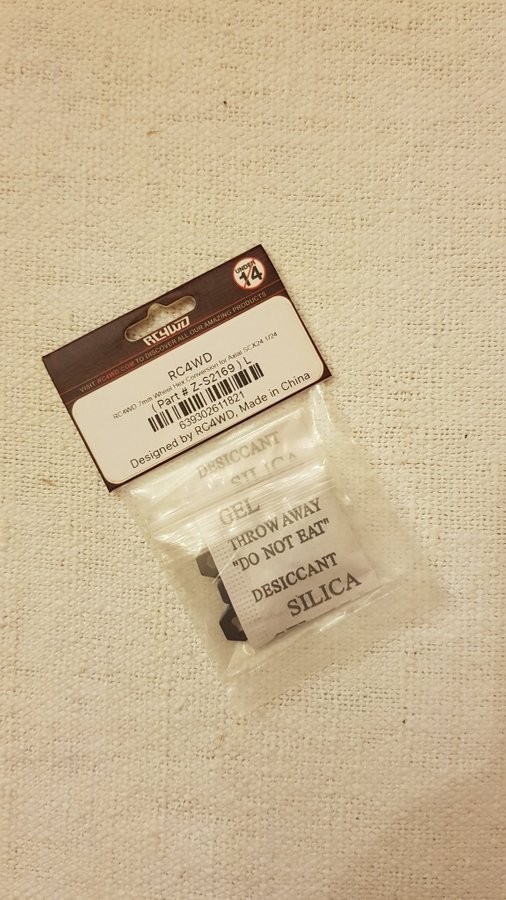 UNDER
14
RC4WD
VISIT RC4WD.COM TO DISCOVER ALL OUR AMAZING PRODUCTS
RC4WD
RC4WD 7mm Wheel Hex Conversion for Axial SCX24 1/24
( Part # Z-S2169 ) L
639302611821
Designed by RC4WD, Made in China
DESICCANT
SILICA
GEL
THROW AWAY
"DO NOT EAT"
DESICCANT
SILICA